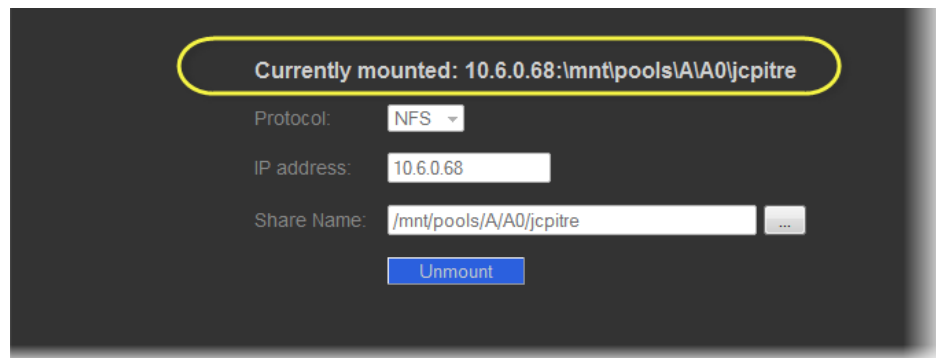 Currently mounted: 10.6.0.68:\mnt\pools\A\A0\jcpitre
Protocol: NFS
IP address: 10.6.0.68
Share Name: /mnt/pools/A/A0/jcpitre ...
Unmount